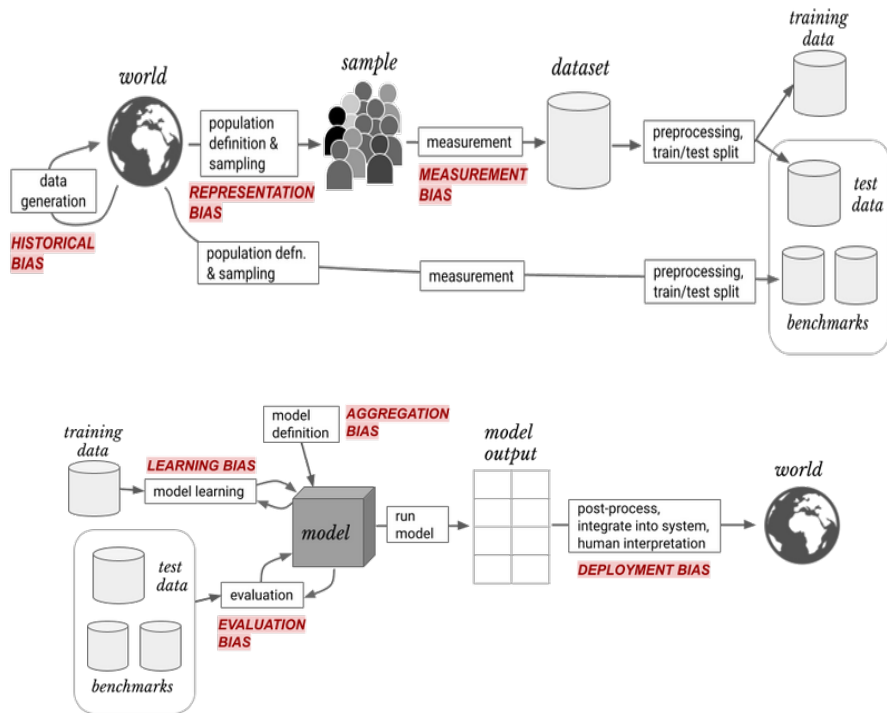 training
data
world
sample
dataset
population
definition &
sampling
measurement
preprocessing,
train/test split
data
generation
REPRESENTATION
BIAS
MEASUREMENT
BIAS
test
data
HISTORICAL
BIAS
population defn.
& sampling
measurement
preprocessing,
train/test split
benchmarks
training
data
model
definition
AGGREGATION
BIAS
model
output
world
LEARNING BIAS
model learning
model
run
model
post-process,
integrate into system,
human interpretation
DEPLOYMENT BIAS
test
data
evaluation
EVALUATION
BIAS
benchmarks